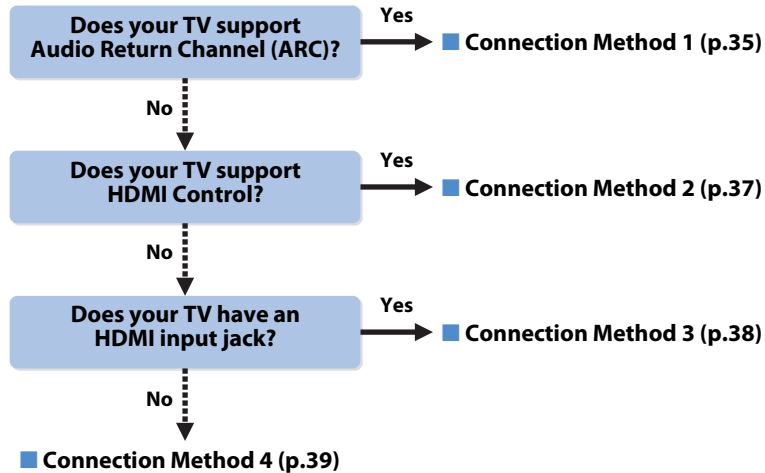 Does your TV support
Audio Return Channel (ARC)?
Yes
Connection Method 1 (p.35)
No
Does your TV support
HDMI Control?
Yes
Connection Method 2 (p.37)
No
Does your TV have an
HDMI input jack?
Yes
Connection Method 3 (p.38)
No
Connection Method 4 (p.39)